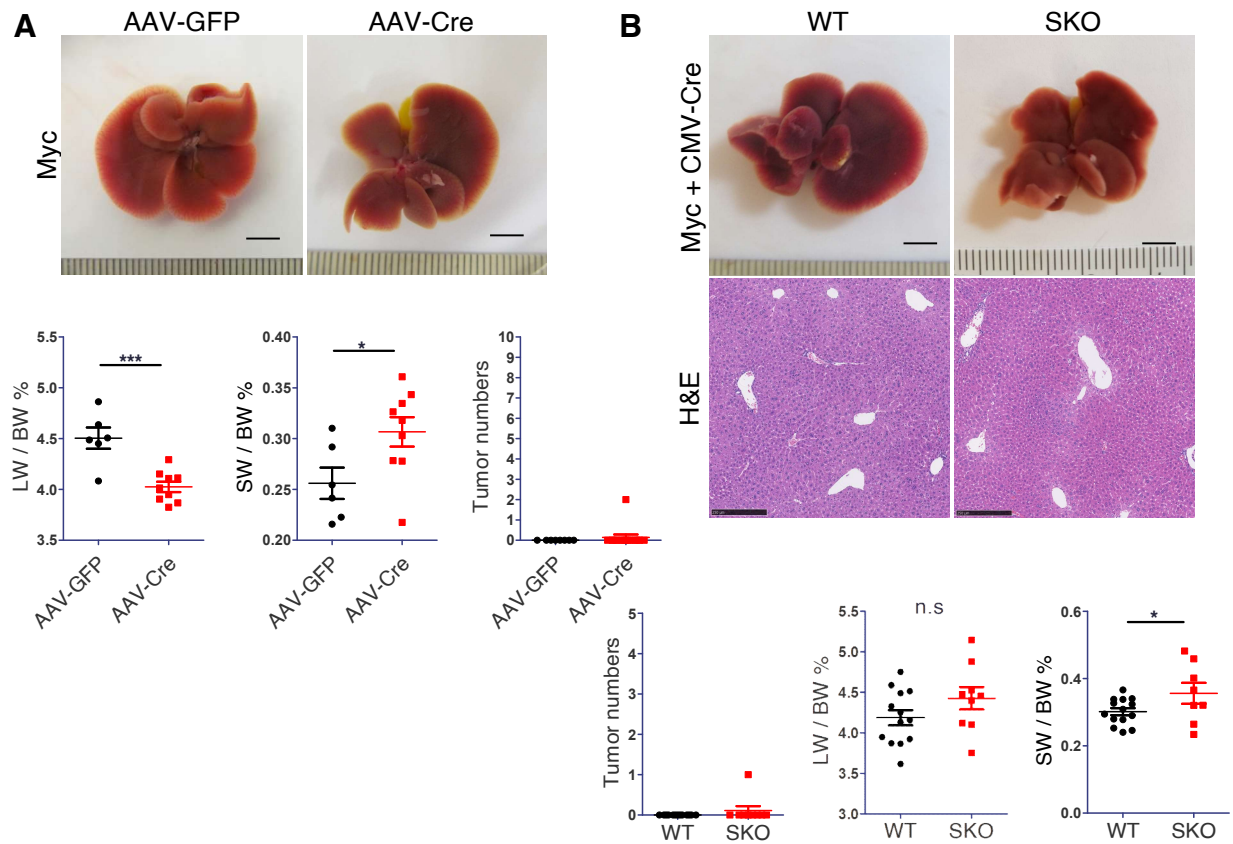 A
AAV-GFP
AAV-Cre
Myc
LW / BW %
5.5
5.0
4.5
4.0
3.5
***
AAV-GFP
AAV-Cre
SW / BW %
0.40
0.35
0.30
0.25
0.20
*
AAV-GFP
AAV-Cre
Tumor numbers
10
9
8
7
6
5
4
3
2
1
0
AAV-GFP
AAV-Cre
B
WT
SKO
Myc + CMV-Cre
H&E
Tumor numbers
5
4
3
2
1
0
WT
SKO
LW / BW %
5.5
5.0
4.5
4.0
3.5
3.0
n.s
WT
SKO
SW / BW %
0.6
0.4
0.2
0.0
*
WT
SKO